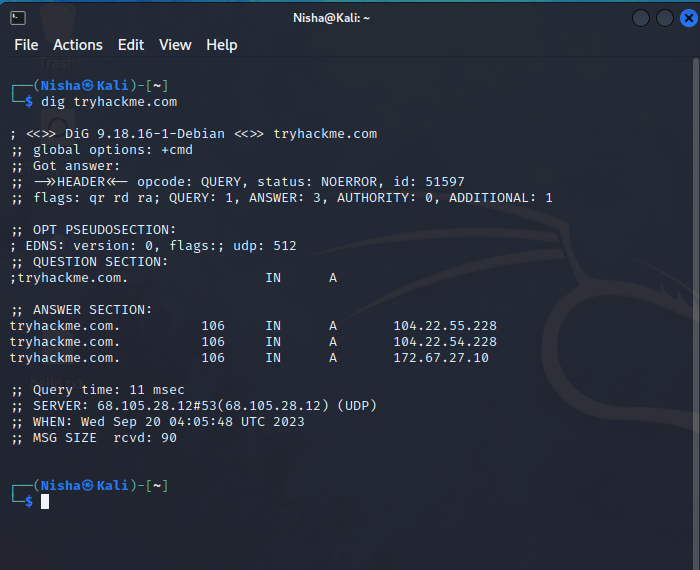 Nisha@Kali: ~
File Actions Edit View Help
┌──(Nisha㉿Kali)-[~]
└─$ dig tryhackme.com
; <<>> DiG 9.18.16-1-Debian <<>> tryhackme.com
;; global options: +cmd
;; Got answer:
;; ->>HEADER<<- opcode: QUERY, status: NOERROR, id: 51597
;; flags: qr rd ra; QUERY: 1, ANSWER: 3, AUTHORITY: 0, ADDITIONAL: 1
;; OPT PSEUDOSECTION:
; EDNS: version: 0, flags:; udp: 512
;; QUESTION SECTION:
;tryhackme.com. IN A
;; ANSWER SECTION:
tryhackme.com. 106 IN A 104.22.55.228
tryhackme.com. 106 IN A 104.22.54.228
tryhackme.com. 106 IN A 172.67.27.10
;; Query time: 11 msec
;; SERVER: 68.105.28.12#53(68.105.28.12) (UDP)
;; WHEN: Wed Sep 20 04:05:48 UTC 2023
;; MSG SIZE rcvd: 90
┌──(Nisha㉿Kali)-[~]
└─$